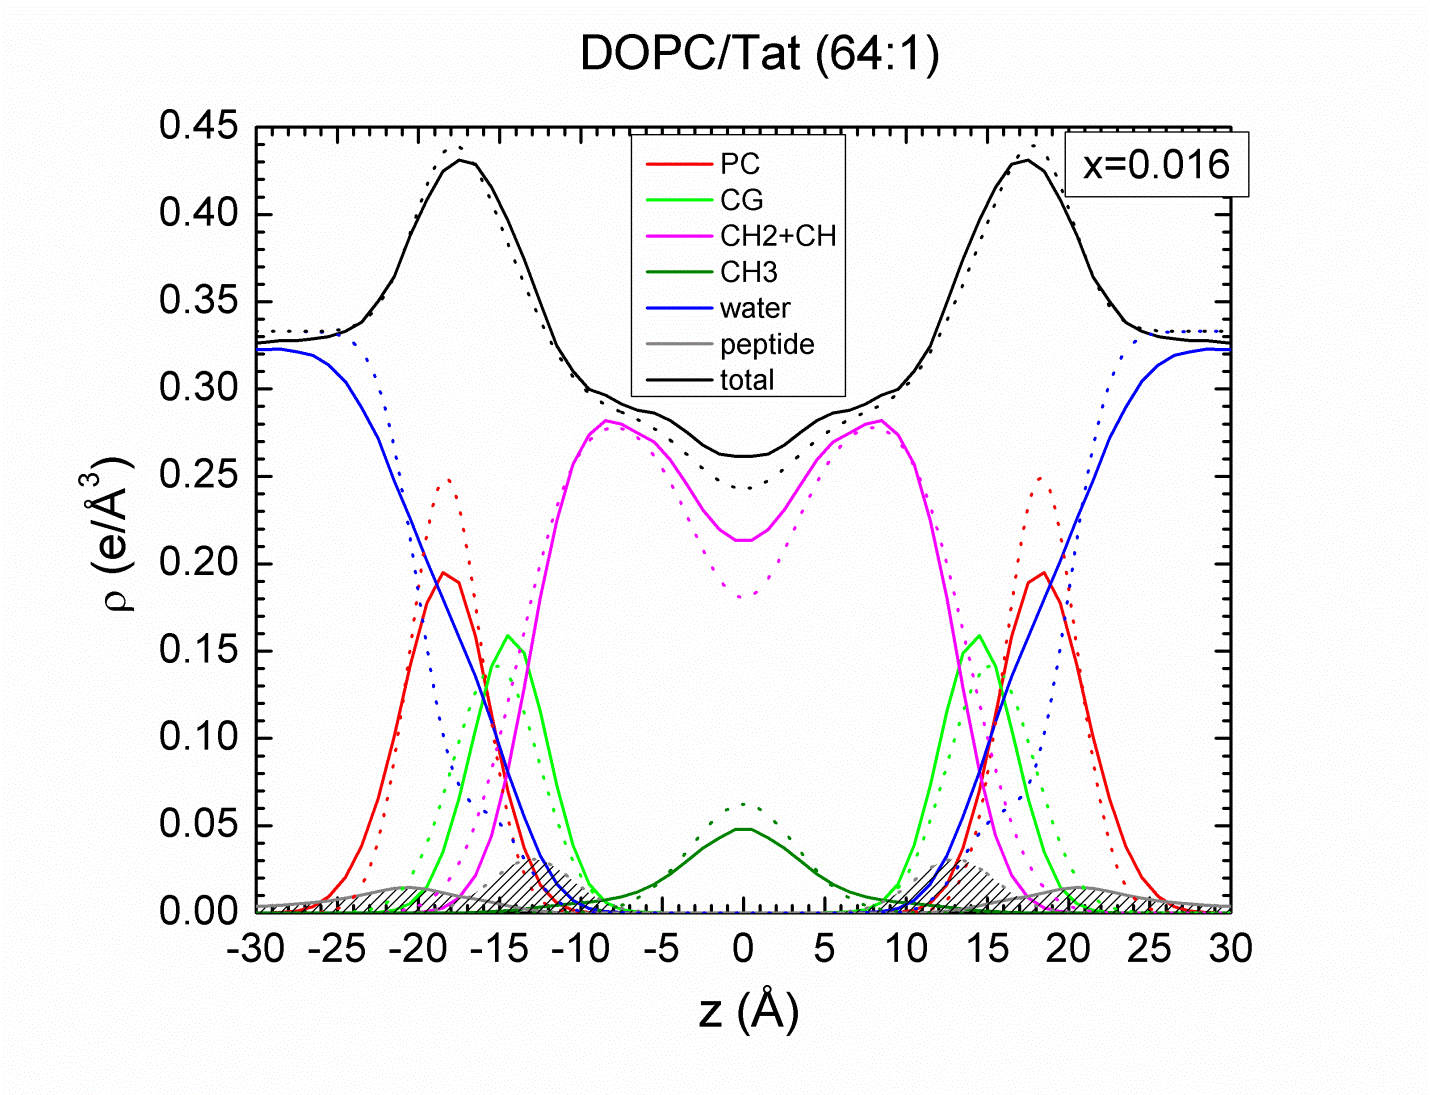 DOPC/Tat (64:1)
x=0.016
PC
CG
CH2+CH
CH3
water
peptide
total
ρ (e/Å³)
0.45
0.40
0.35
0.30
0.25
0.20
0.15
0.10
0.05
0.00
-30 -25 -20 -15 -10 -5 0 5 10 15 20 25 30
z (Å)